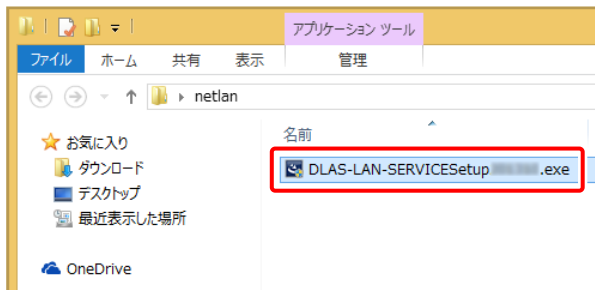 アプリケーション ツール
ファイル ホーム 共有 表示 管理
netlan
名前
お気に入り
ダウンロード
デスクトップ
最近表示した場所
OneDrive
DLAS-LAN-SERVICESetup .exe